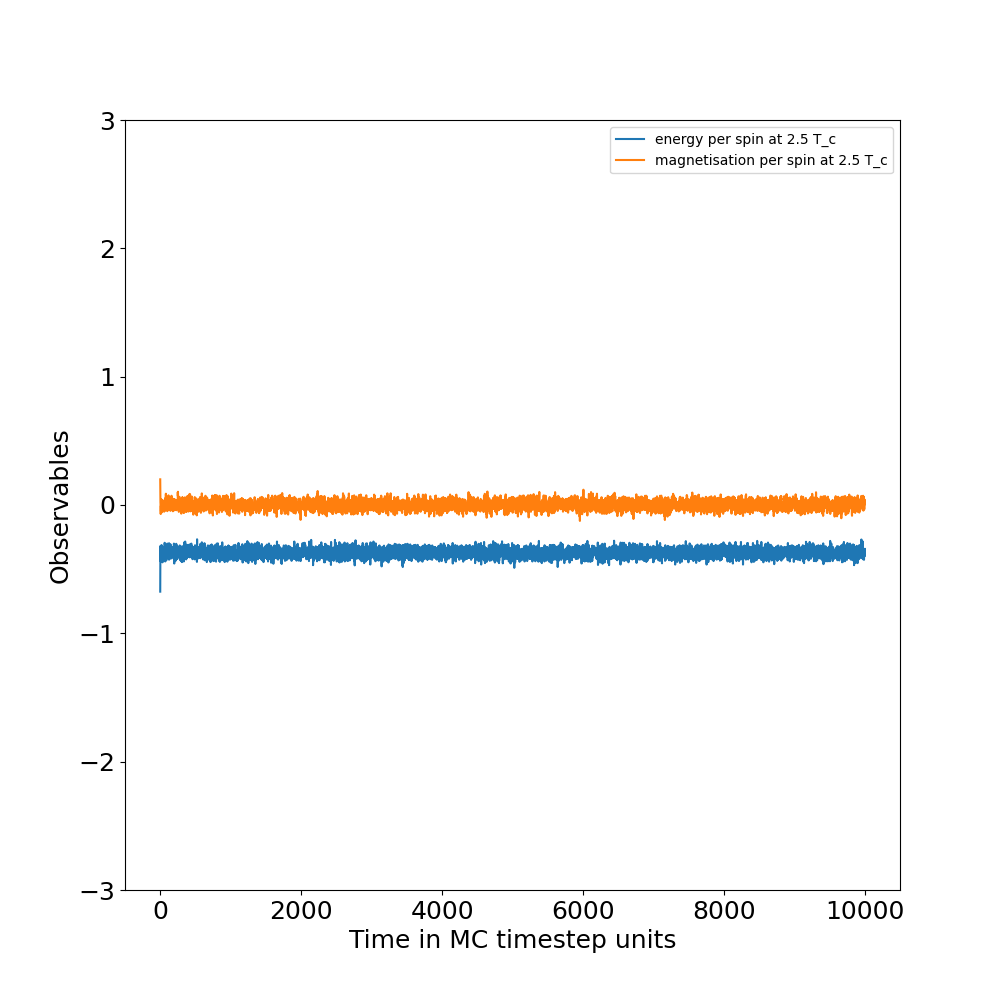 3
energy per spin at 2.5 T_c
magnetisation per spin at 2.5 T_c
2
1
0
−1
−2
−3
Observables
0 2000 4000 6000 8000 10000
Time in MC timestep units